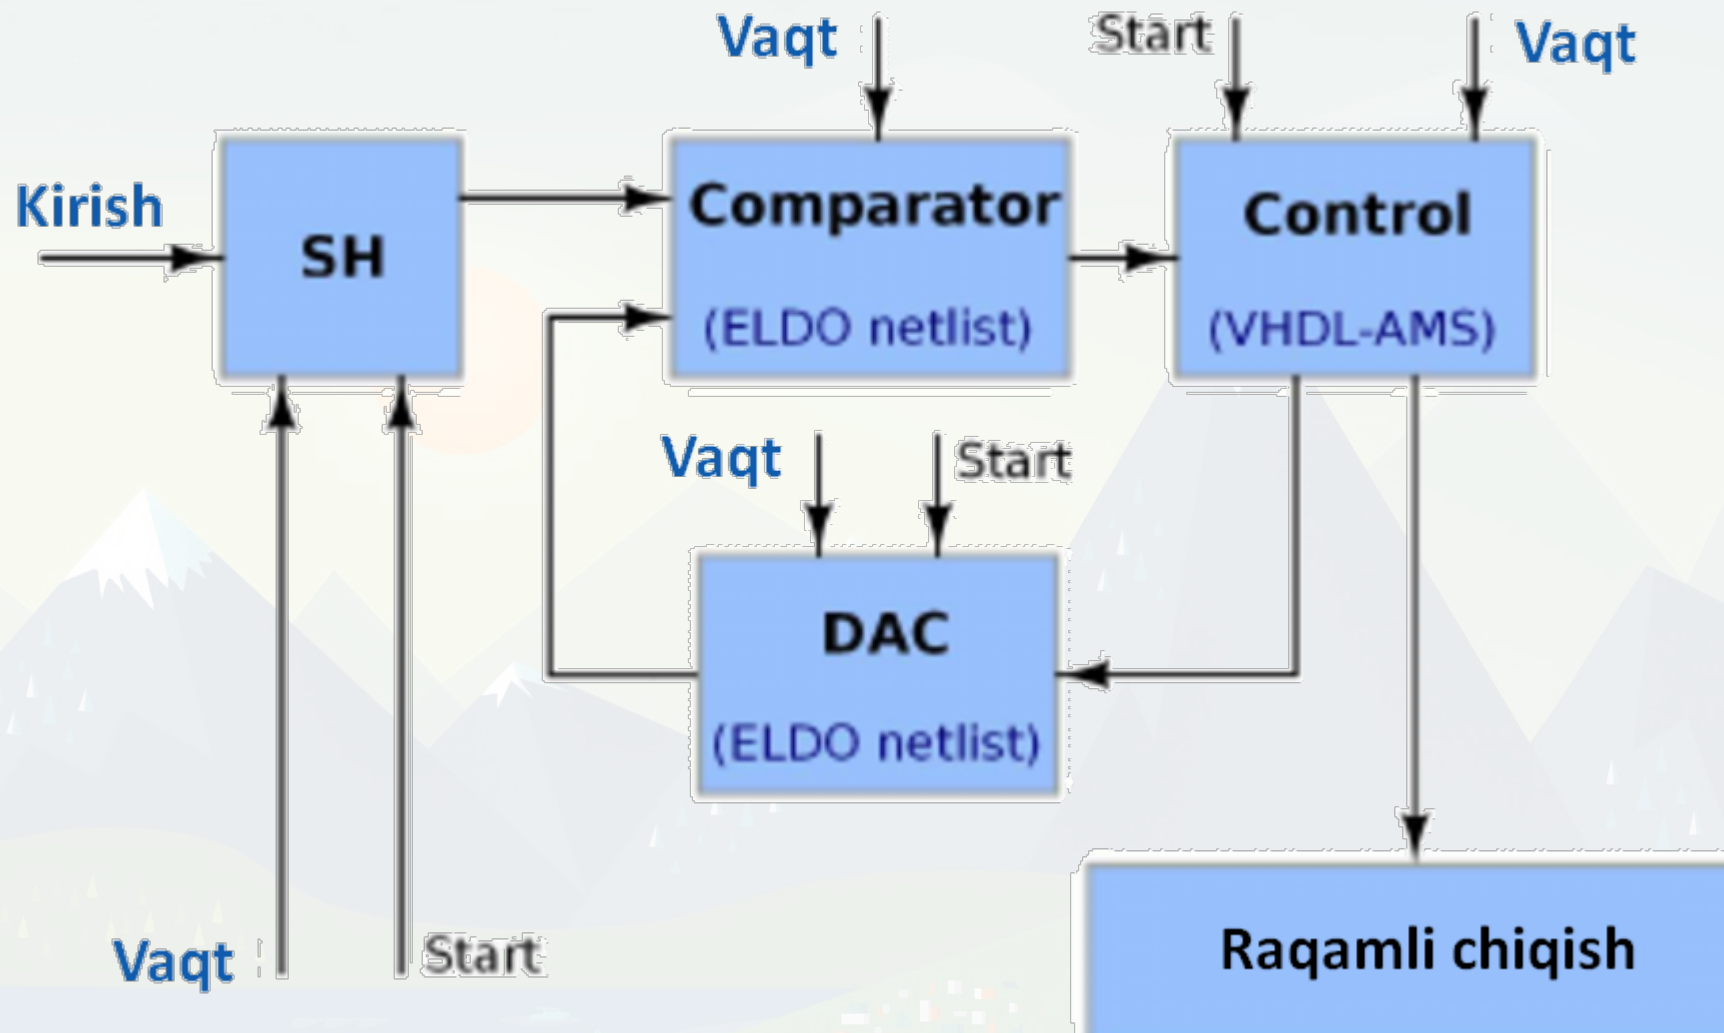 Vaqt
Start
Vaqt
Kirish
SH
Comparator
(ELDO netlist)
Control
(VHDL-AMS)
Vaqt
Start
DAC
(ELDO netlist)
Vaqt
Start
Raqamli chiqish